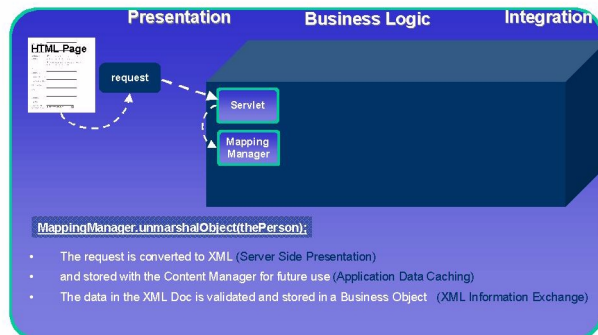 Presentation Business Logic Integration
HTML Page
request
Servlet
Mapping
Manager
MappingManager.unmarshalObject(thePerson);
• The request is converted to XML (Server Side Presentation)
• and stored with the Content Manager for future use (Application Data Caching)
• The data in the XML Doc is validated and stored in a Business Object (XML Information Exchange)